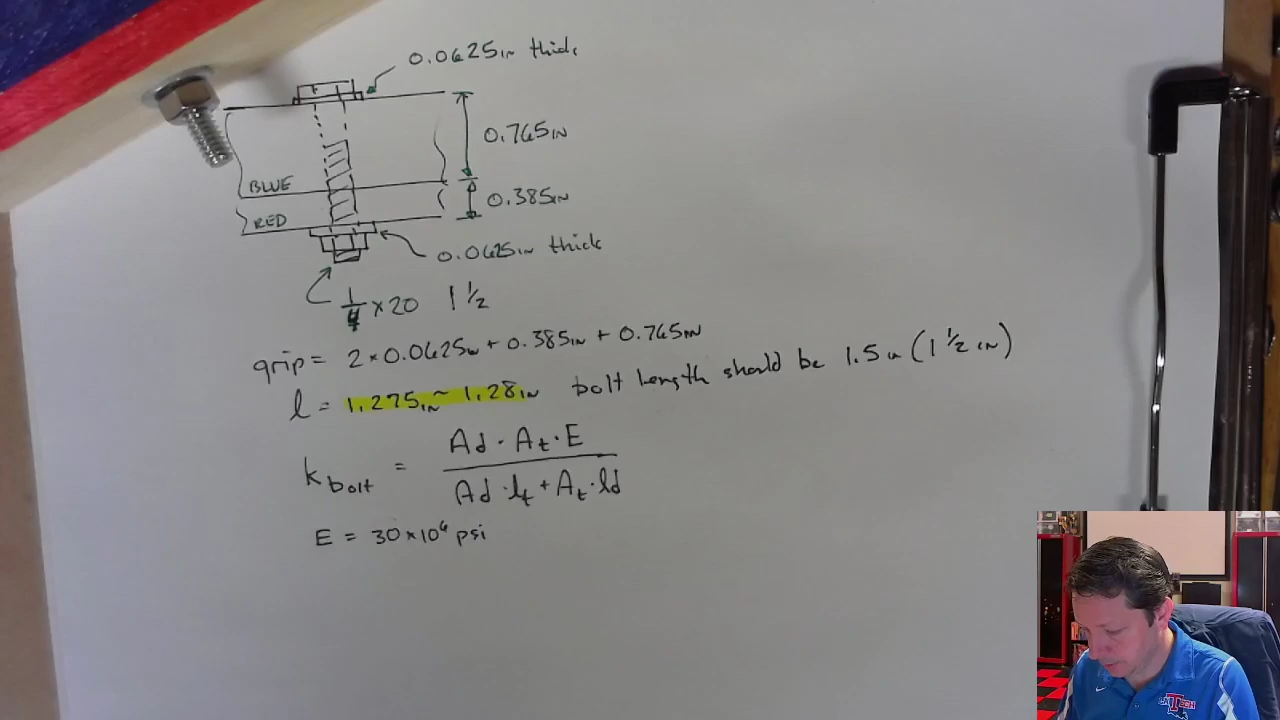 0.0625in thick
0.765in
BLUE
0.385in
RED
0.0625in thick
1/4 × 20 1 1/2
grip = 2 × 0.0625in + 0.385in + 0.765in
l = 1.275in ~ 1.28in bolt length should be 1.5in (1 1/2 in)
k bolt = Ad · At · E
Ad · lt + At · ld
E = 30×10⁶ psi
TECH